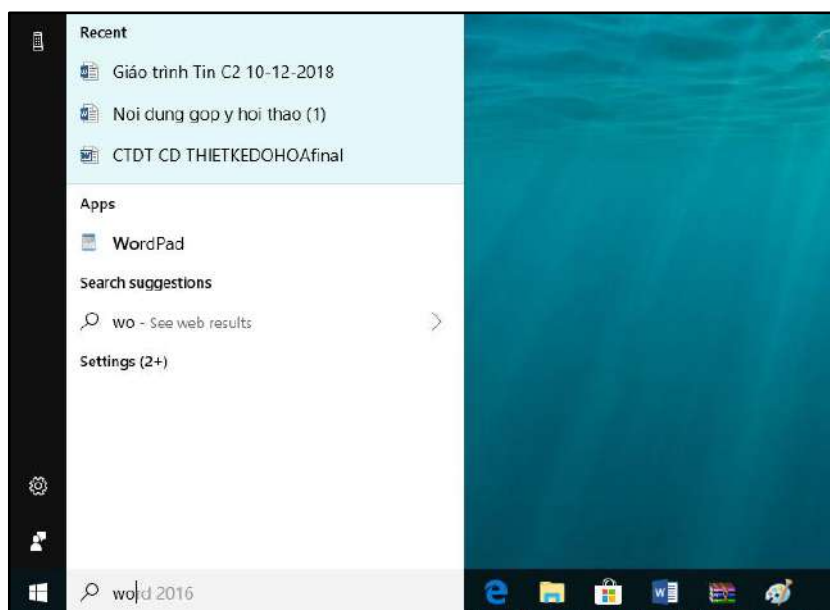 Recent
Giáo trình Tin C2 10-12-2018
Noi dung gop y hoi thao (1)
CTDT CD THIETKEDOHOAfinal
Apps
WordPad
Search suggestions
wo - See web results
Settings (2+)
word 2016